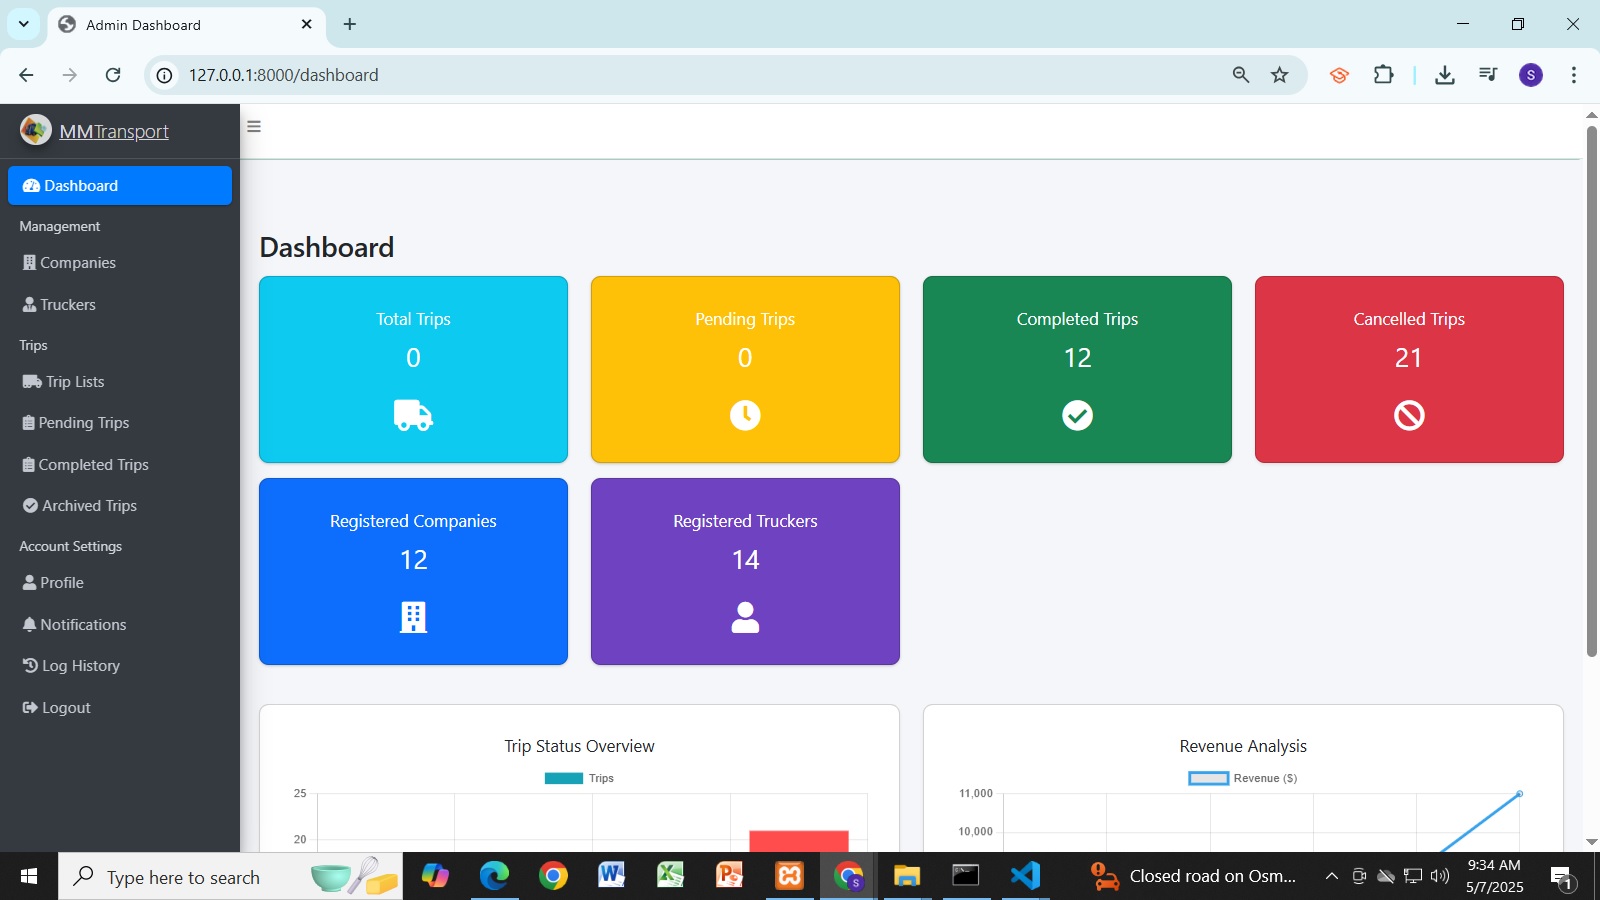 Admin Dashboard
127.0.0.1:8000/dashboard
S
MMTransport
Dashboard
Management
Companies
Truckers
Trips
Trip Lists
Pending Trips
Completed Trips
Archived Trips
Account Settings
Profile
Notifications
Log History
Logout
Dashboard
Total Trips
0
Pending Trips
0
Completed Trips
12
Cancelled Trips
21
Registered Companies
12
Registered Truckers
14
Trip Status Overview
Trips
25
20
Revenue Analysis
Revenue ($)
11,000
10,000
Type here to search
Closed road on Osm...
9:34 AM
5/7/2025
1